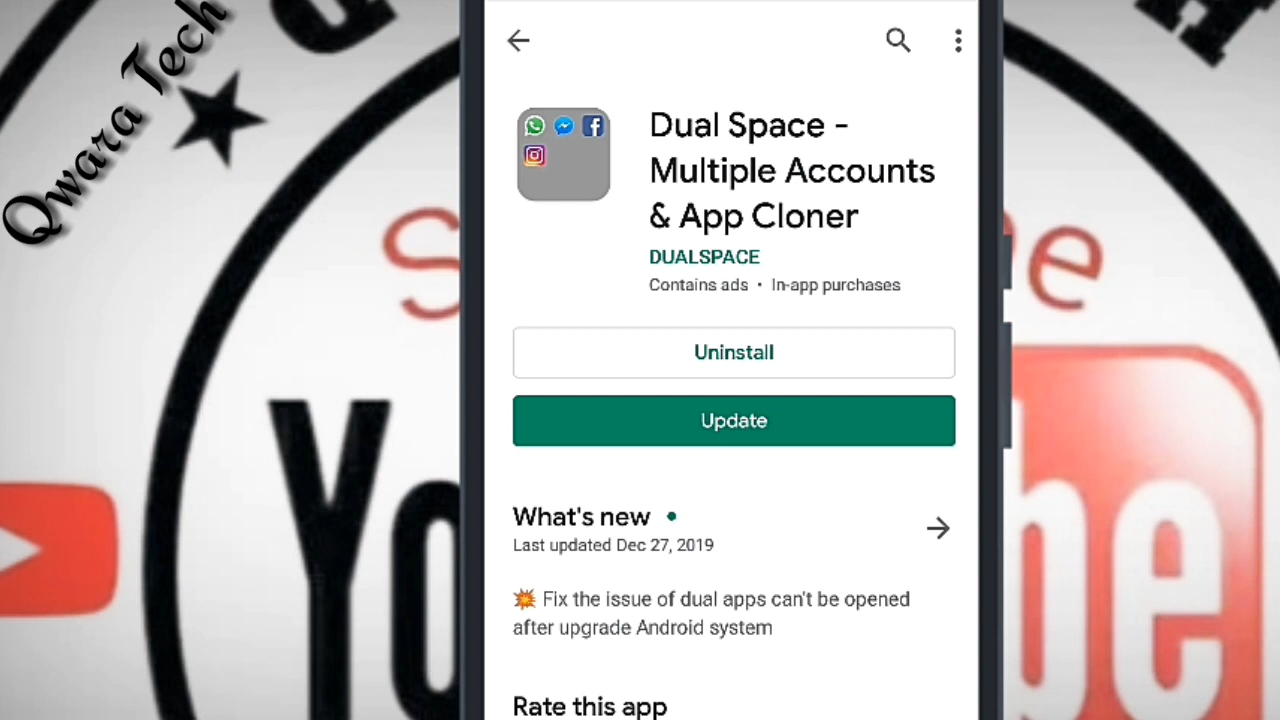 Qwara Tech
Dual Space -
Multiple Accounts
& App Cloner
DUALSPACE
Contains ads • In-app purchases
Uninstall
Update
What's new
Last updated Dec 27, 2019
💥 Fix the issue of dual apps can't be opened
after upgrade Android system
Rate this app